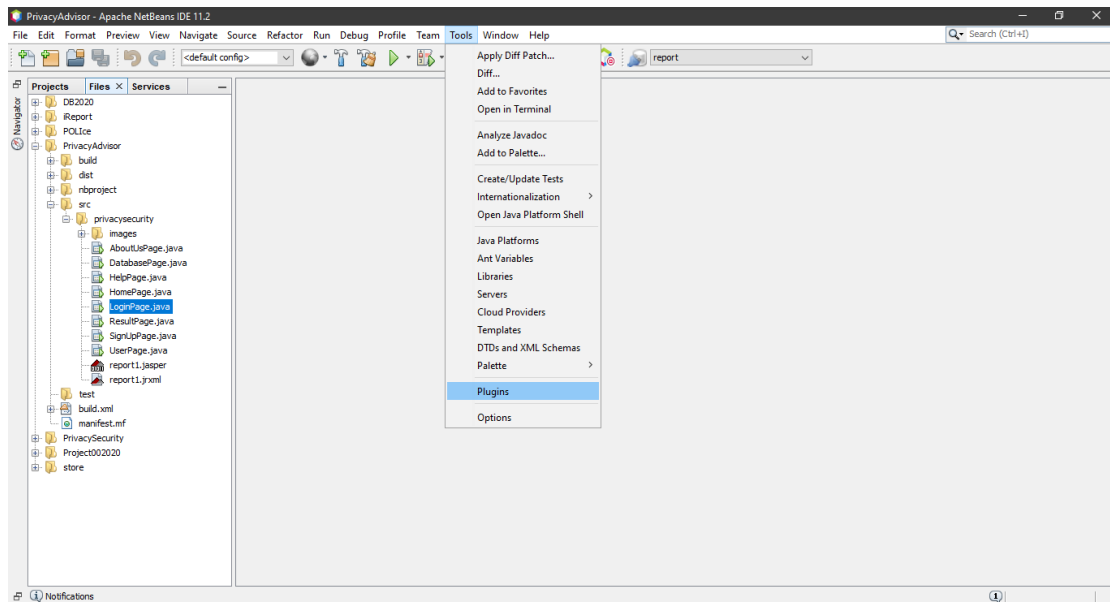 PrivacyAdvisor - Apache NetBeans IDE 11.2
File Edit Format Preview View Navigate Source Refactor Run Debug Profile Team Tools Window Help
Search (Ctrl+I)
<default config>
report
Navigator
Projects Files Services
DB2020
iReport
POLIce
PrivacyAdvisor
build
dist
nbproject
src
privacysecurity
images
AboutUsPage.java
DatabasePage.java
HelpPage.java
HomePage.java
LoginPage.java
ResultPage.java
SignUpPage.java
UserPage.java
report1.jasper
report1.jrxml
test
build.xml
manifest.mf
PrivacySecurity
Project002020
store
Apply Diff Patch...
Diff...
Add to Favorites
Open in Terminal
Analyze Javadoc
Add to Palette...
Create/Update Tests
Internationalization
Open Java Platform Shell
Java Platforms
Ant Variables
Libraries
Servers
Cloud Providers
Templates
DTDs and XML Schemas
Palette
Plugins
Options
Notifications
1